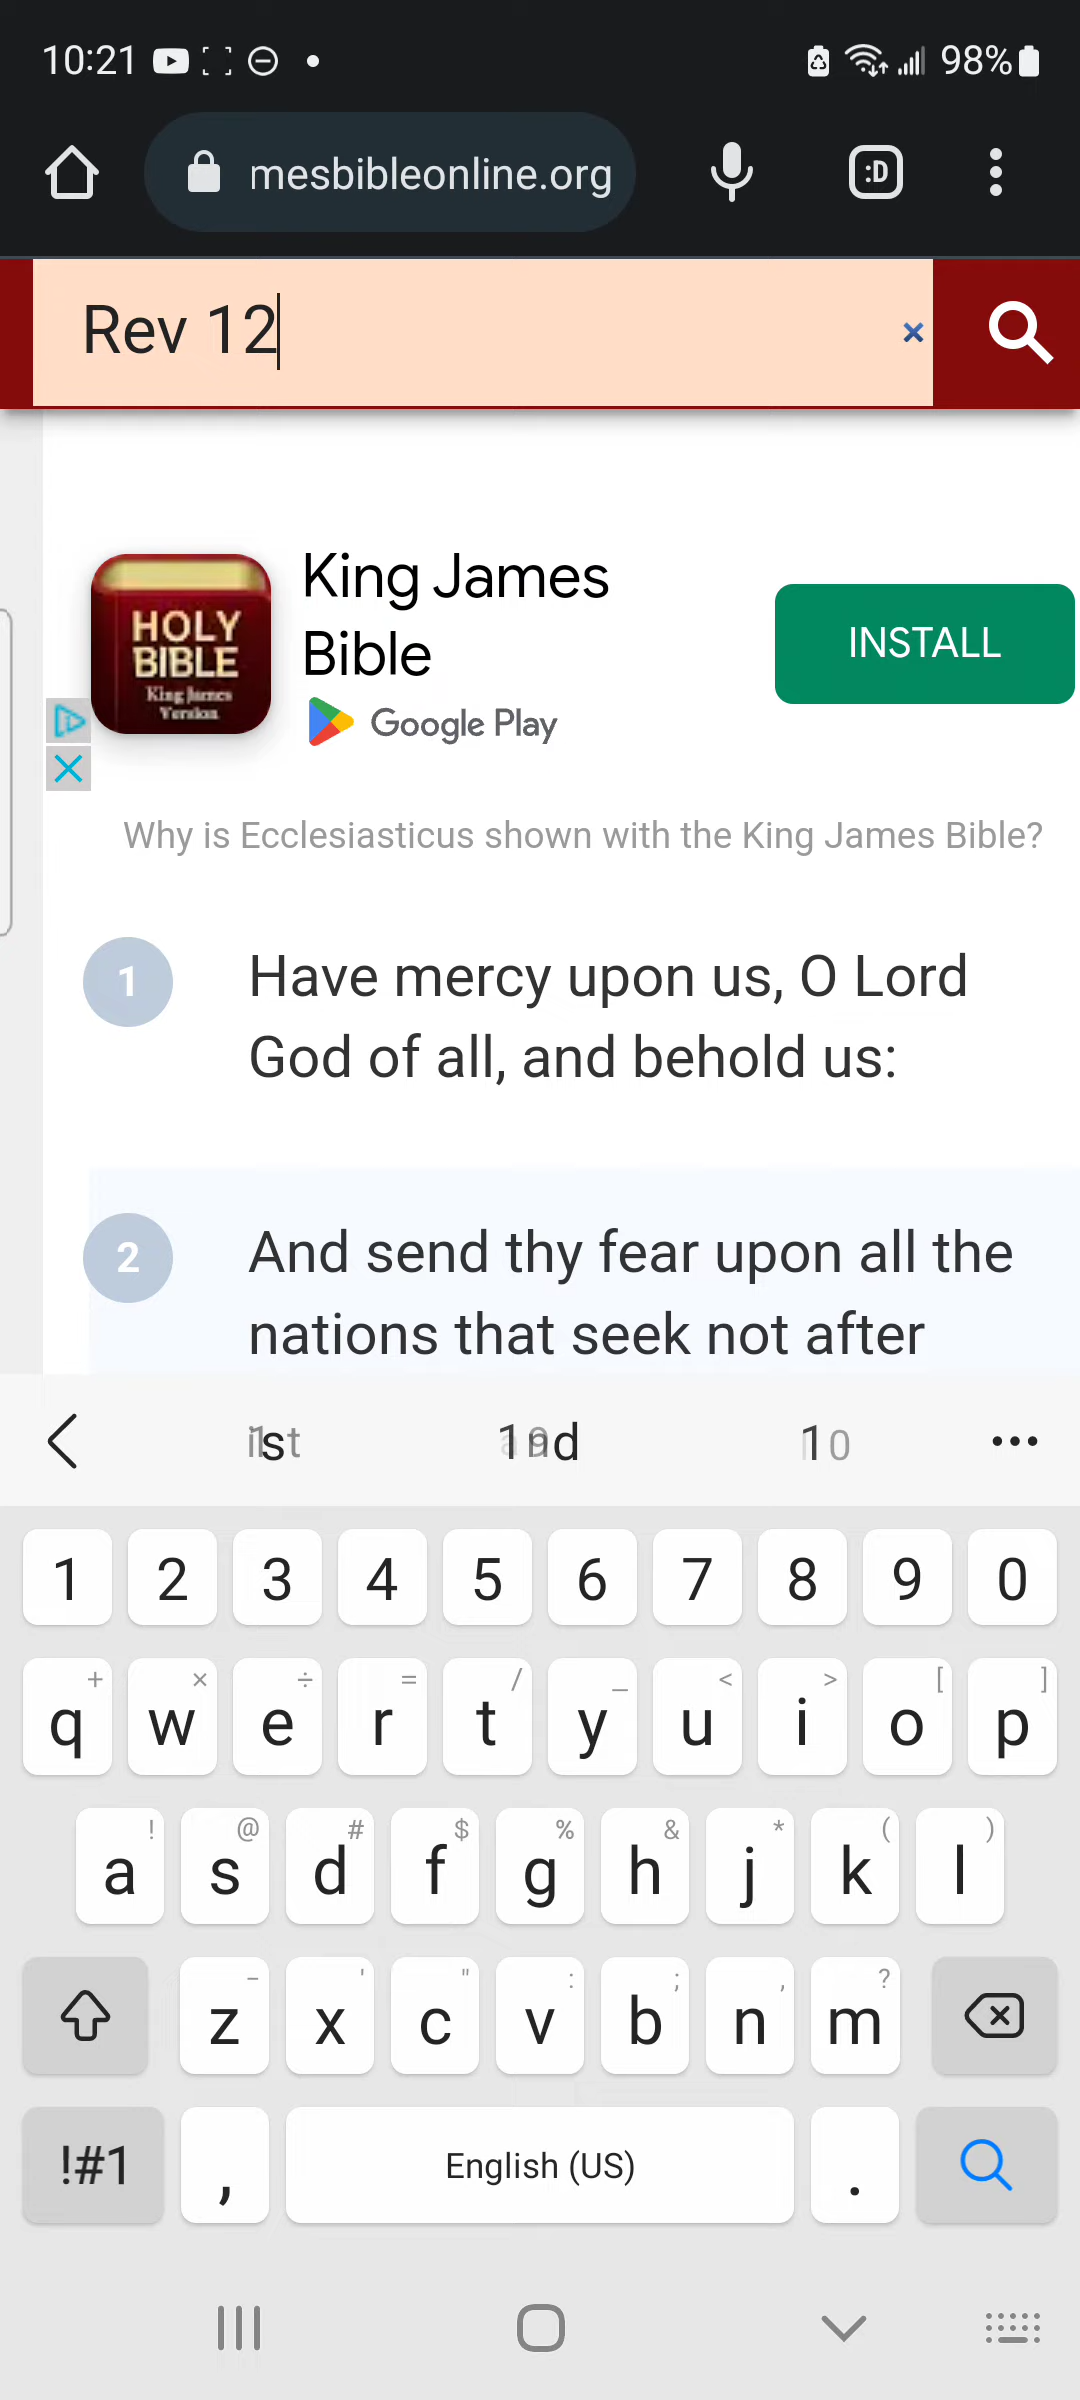 10:21 98%
mesbibleonline.org :D
Rev 12
King James
Bible
HOLY
BIBLE
King James
Version
INSTALL
Google Play
Why is Ecclesiasticus shown with the King James Bible?
1 Have mercy upon us, O Lord
God of all, and behold us:
2 And send thy fear upon all the
nations that seek not after
1 2 3 4 5 6 7 8 9 0
+ × ÷ = / _ < > [ ]
q w e r t y u i o p
! @ # $ % & * ( )
a s d f g h j k l
- ' " : ; , ?
z x c v b n m
!#1 , English (US) .